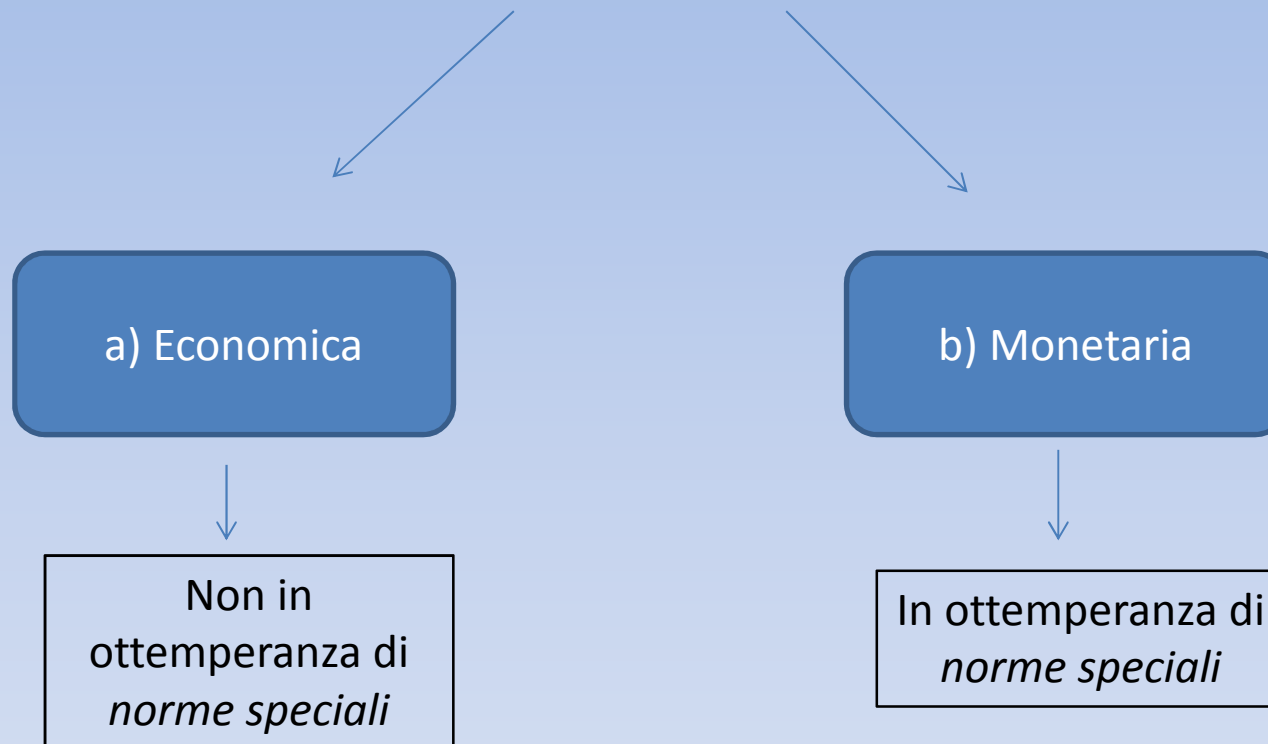 a) Economica
b) Monetaria
Non in
ottemperanza di
norme speciali
In ottemperanza di
norme speciali